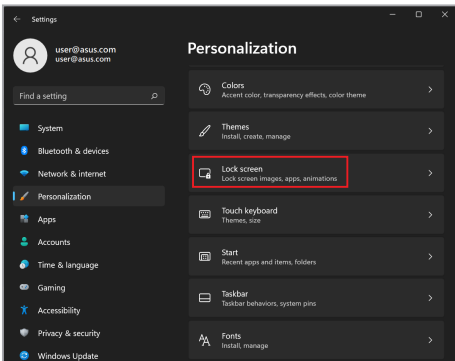 Settings
user@asus.com
user@asus.com
Find a setting
System
Bluetooth & devices
Network & internet
Personalization
Apps
Accounts
Time & language
Gaming
Accessibility
Privacy & security
Windows Update
Personalization
Colors
Accent color, transparency effects, color theme
Themes
Install, create, manage
Lock screen
Lock screen images, apps, animations
Touch keyboard
Themes, size
Start
Recent apps and items, folders
Taskbar
Taskbar behaviors, system pins
Fonts
Install, manage